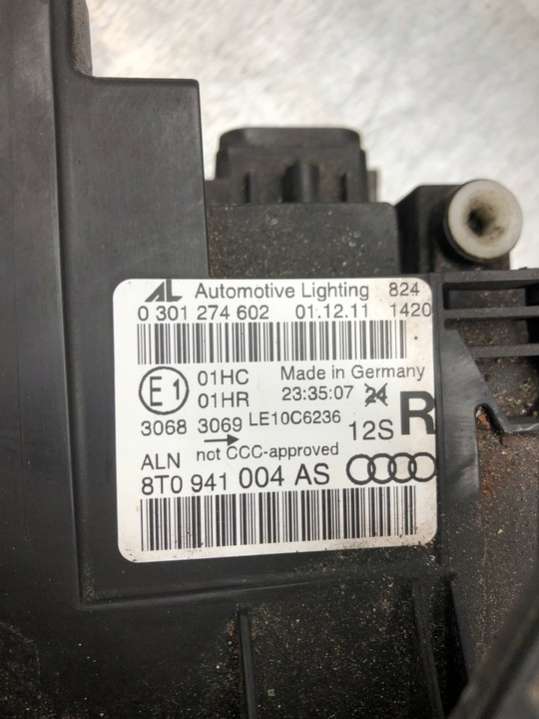 AL Automotive Lighting 824
0 301 274 602 01.12.11 1420
E1 01HC Made in Germany
01HR 23:35:07 24
3068 3069 LE10C6236 12S R
ALN not CCC-approved
8T0 941 004 AS